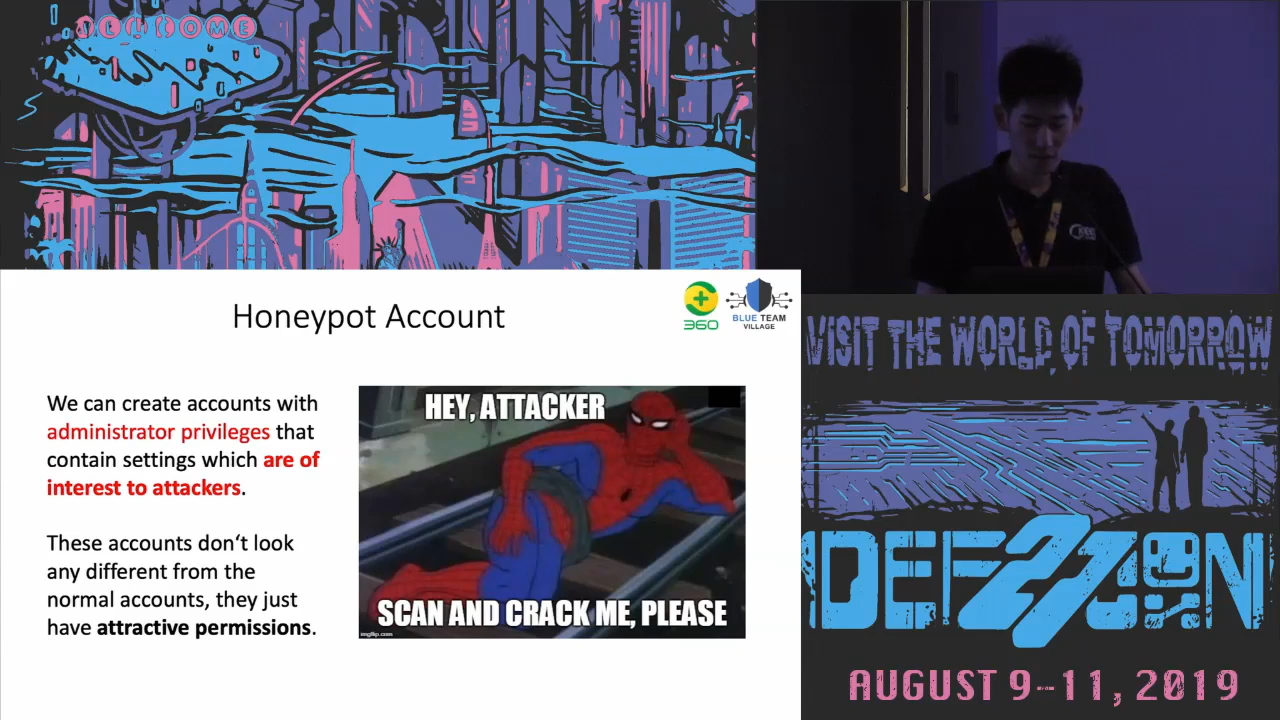 WELCOME
Honeypot Account
360
BLUE TEAM
VILLAGE
We can create accounts with
administrator privileges that
contain settings which are of
interest to attackers.
These accounts don‘t look
any different from the
normal accounts, they just
have attractive permissions.
HEY, ATTACKER
SCAN AND CRACK ME, PLEASE
imgflip.com
VISIT THE WORLD OF TOMORROW
DEF CON
27
AUGUST 9-11, 2019